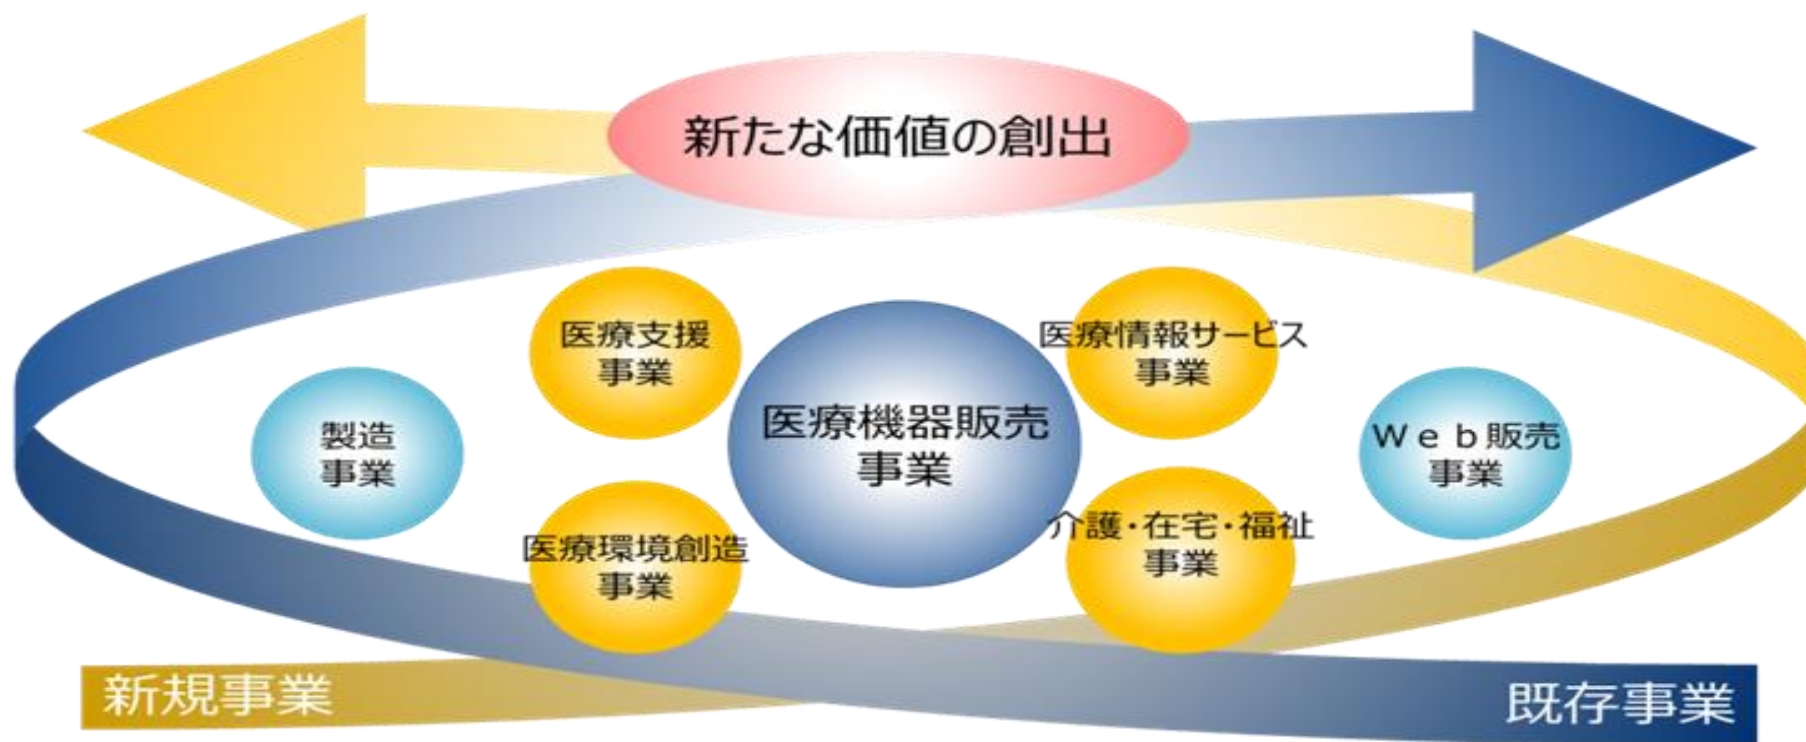 新たな価値の創出
医療支援
事業
医療情報サービス
事業
製造
事業
医療機器販売
事業
Ｗｅｂ販売
事業
医療環境創造
事業
介護・在宅・福祉
事業
新規事業
既存事業